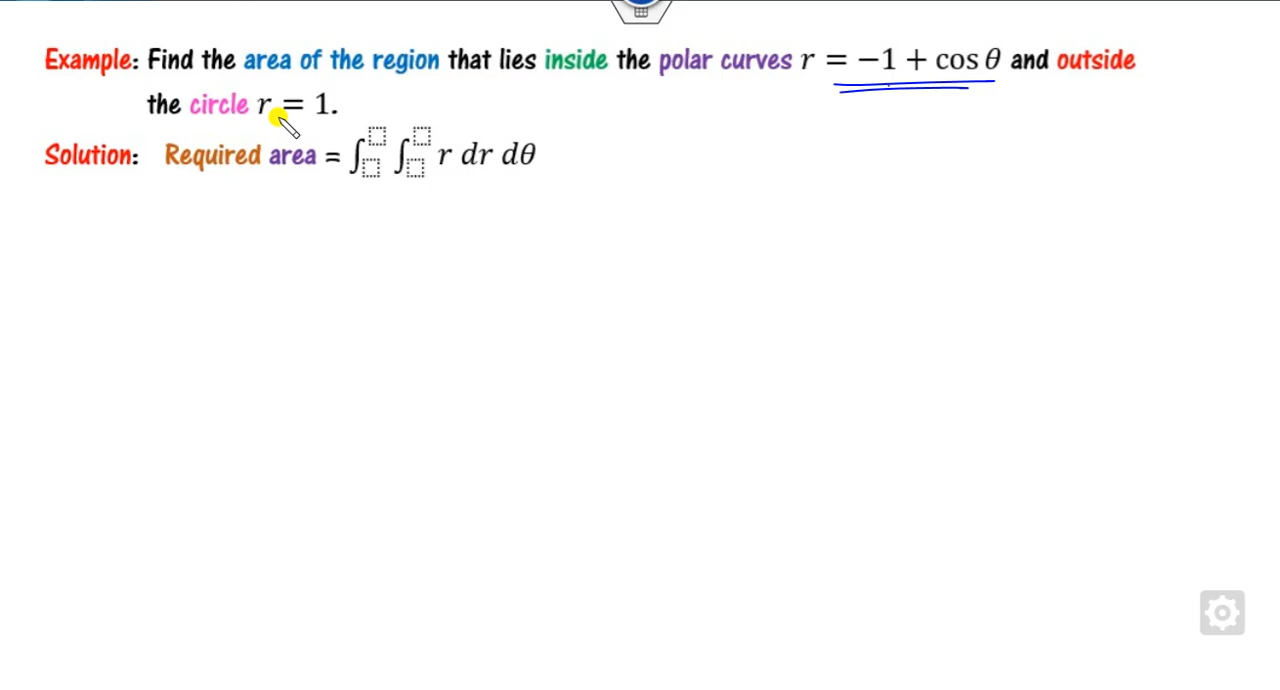 Example: Find the area of the region that lies inside the polar curves r = −1 + cos θ and outside
the circle r = 1.
Solution: Required area = ∫∫ r dr dθ